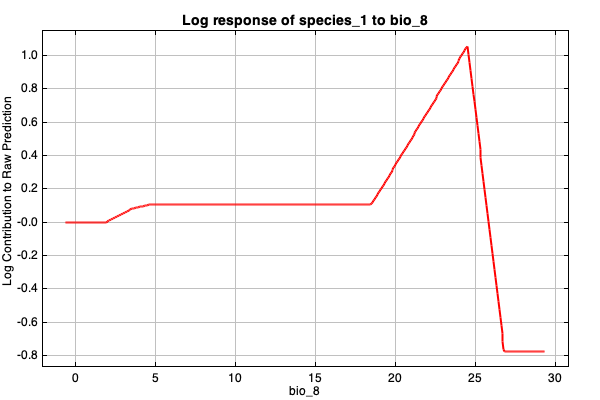 Log response of species_1 to bio_8
Log Contribution to Raw Prediction
1.0
0.8
0.6
0.4
0.2
-0.0
-0.2
-0.4
-0.6
-0.8
0 5 10 15 20 25 30
bio_8